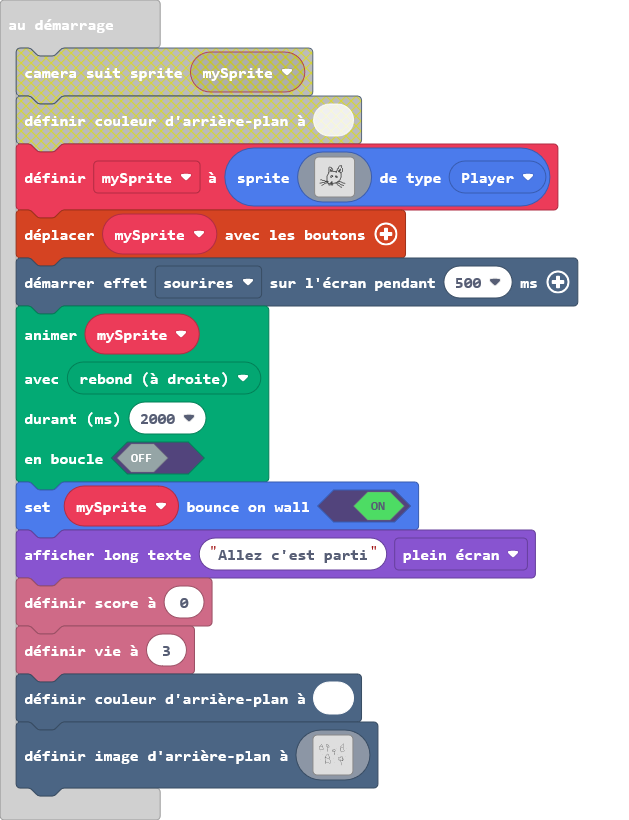 au démarrage
camera suit sprite mySprite
définir couleur d'arrière-plan à
définir mySprite à sprite de type Player
déplacer mySprite avec les boutons
démarrer effet sourires sur l'écran pendant 500 ms
animer mySprite
avec rebond (à droite)
durant (ms) 2000
en boucle OFF
set mySprite bounce on wall ON
afficher long texte "Allez c'est parti" plein écran
définir score à 0
définir vie à 3
définir couleur d'arrière-plan à
définir image d'arrière-plan à